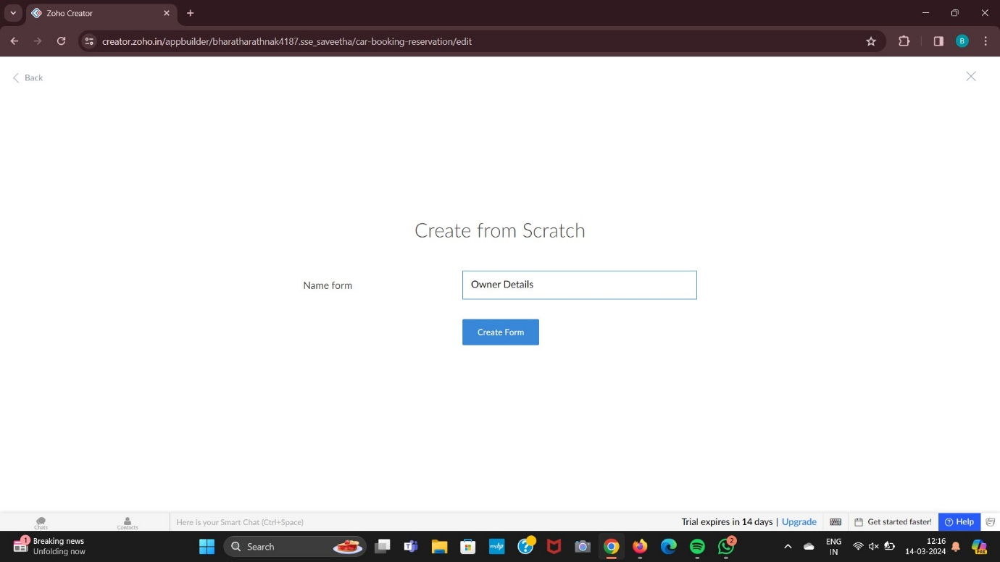 Zoho Creator
creator.zoho.in/appbuilder/bharatharathnak4187.sse_saveetha/car-booking-reservation/edit
B
Back
Create from Scratch
Name form
Owner Details
Create Form
Chats
Contacts
Here is your Smart Chat (Ctrl+Space)
Trial expires in 14 days | Upgrade
Get started faster!
Help
1
Breaking news
Unfolding now
Search
myhp
2
ENG
IN
12:16
14-03-2024
PRE